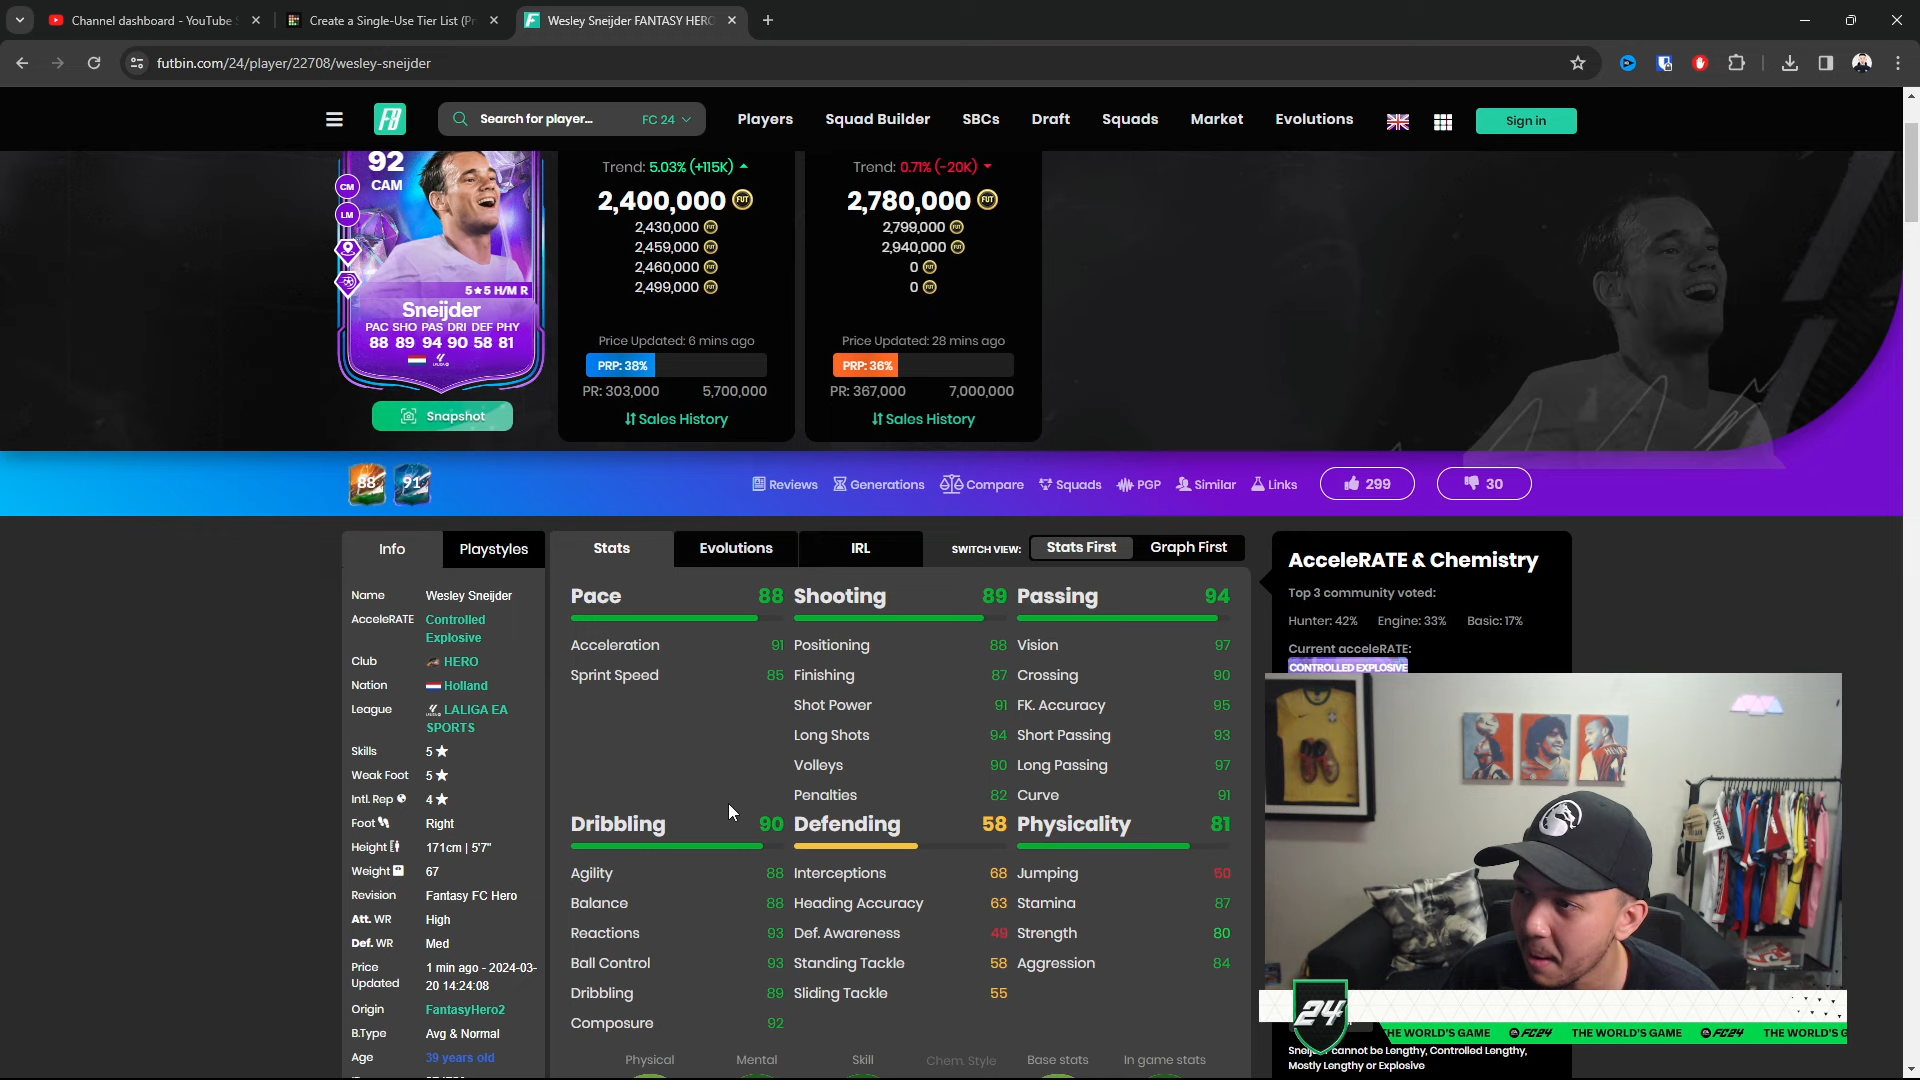 Channel dashboard - YouTube
Create a Single-Use Tier List (Pr
Wesley Sneijder FANTASY HERO
futbin.com/24/player/22708/wesley-sneijder
Search for player...
FC 24
Players
Squad Builder
SBCs
Draft
Squads
Market
Evolutions
Sign in
92
CAM
CM
LM
5★5 H/M R
Sneijder
PAC SHO PAS DRI DEF PHY
88 89 94 90 58 81
Snapshot
Trend: 5.03% (+115K)
2,400,000
2,430,000
2,459,000
2,460,000
2,499,000
Price Updated: 6 mins ago
PRP: 38%
PR: 303,000 5,700,000
Sales History
Trend: 0.71% (-20K)
2,780,000
2,799,000
2,940,000
0
0
Price Updated: 28 mins ago
PRP: 36%
PR: 367,000 7,000,000
Sales History
88
91
Reviews
Generations
Compare
Squads
PGP
Similar
Links
299
30
Info
Playstyles
Name Wesley Sneijder
AcceleRATE Controlled
Explosive
Club HERO
Nation Holland
League LALIGA EA
SPORTS
Skills 5★
Weak Foot 5★
Intl. Rep 4★
Foot Right
Height 171cm | 5'7"
Weight 67
Revision Fantasy FC Hero
Att. WR High
Def. WR Med
Price
Updated
1 min ago - 2024-03-
20 14:24:08
Origin FantasyHero2
B.Type Avg & Normal
Age 39 years old
Stats
Evolutions
IRL
SWITCH VIEW:
Stats First
Graph First
Pace 88
Acceleration 91
Sprint Speed 85
Shooting 89
Positioning 88
Finishing 87
Shot Power 91
Long Shots 94
Volleys 90
Penalties 82
Passing 94
Vision 97
Crossing 90
FK. Accuracy 95
Short Passing 93
Long Passing 97
Curve 91
Dribbling 90
Agility 88
Balance 88
Reactions 93
Ball Control 93
Dribbling 89
Composure 92
Defending 58
Interceptions 68
Heading Accuracy 63
Def. Awareness 49
Standing Tackle 58
Sliding Tackle 55
Physicality 81
Jumping 50
Stamina 87
Strength 80
Aggression 84
Physical
Mental
Skill
Chem. Style
Base stats
In game stats
AcceleRATE & Chemistry
Top 3 community voted:
Hunter: 42% Engine: 33% Basic: 17%
Current acceleRATE:
CONTROLLED EXPLOSIVE
24
HE WORLD'S GAME FC24 THE WORLD'S GAME FC24 THE WORLD'S G
cannot be Lengthy, Controlled Lengthy,
Mostly Lengthy or Explosive